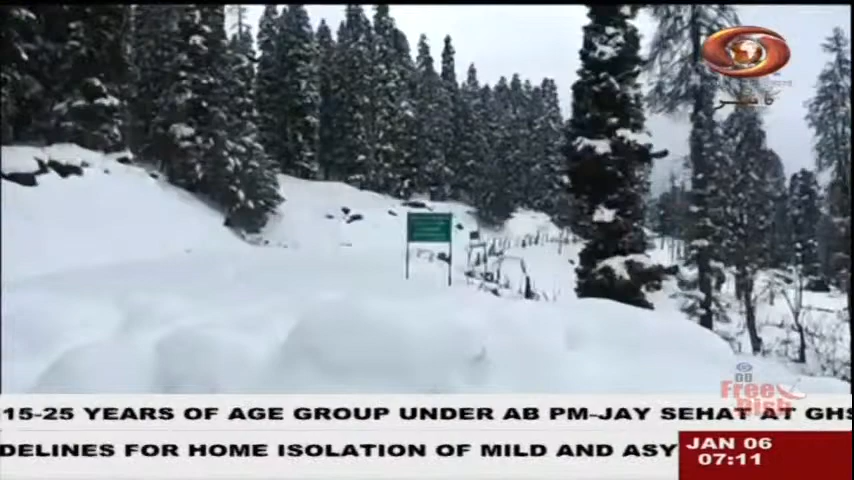 كأشِر
DD
Free
Dish
15-25 YEARS OF AGE GROUP UNDER AB PM-JAY SEHAT AT GHS
DELINES FOR HOME ISOLATION OF MILD AND ASY
JAN 06
07:11